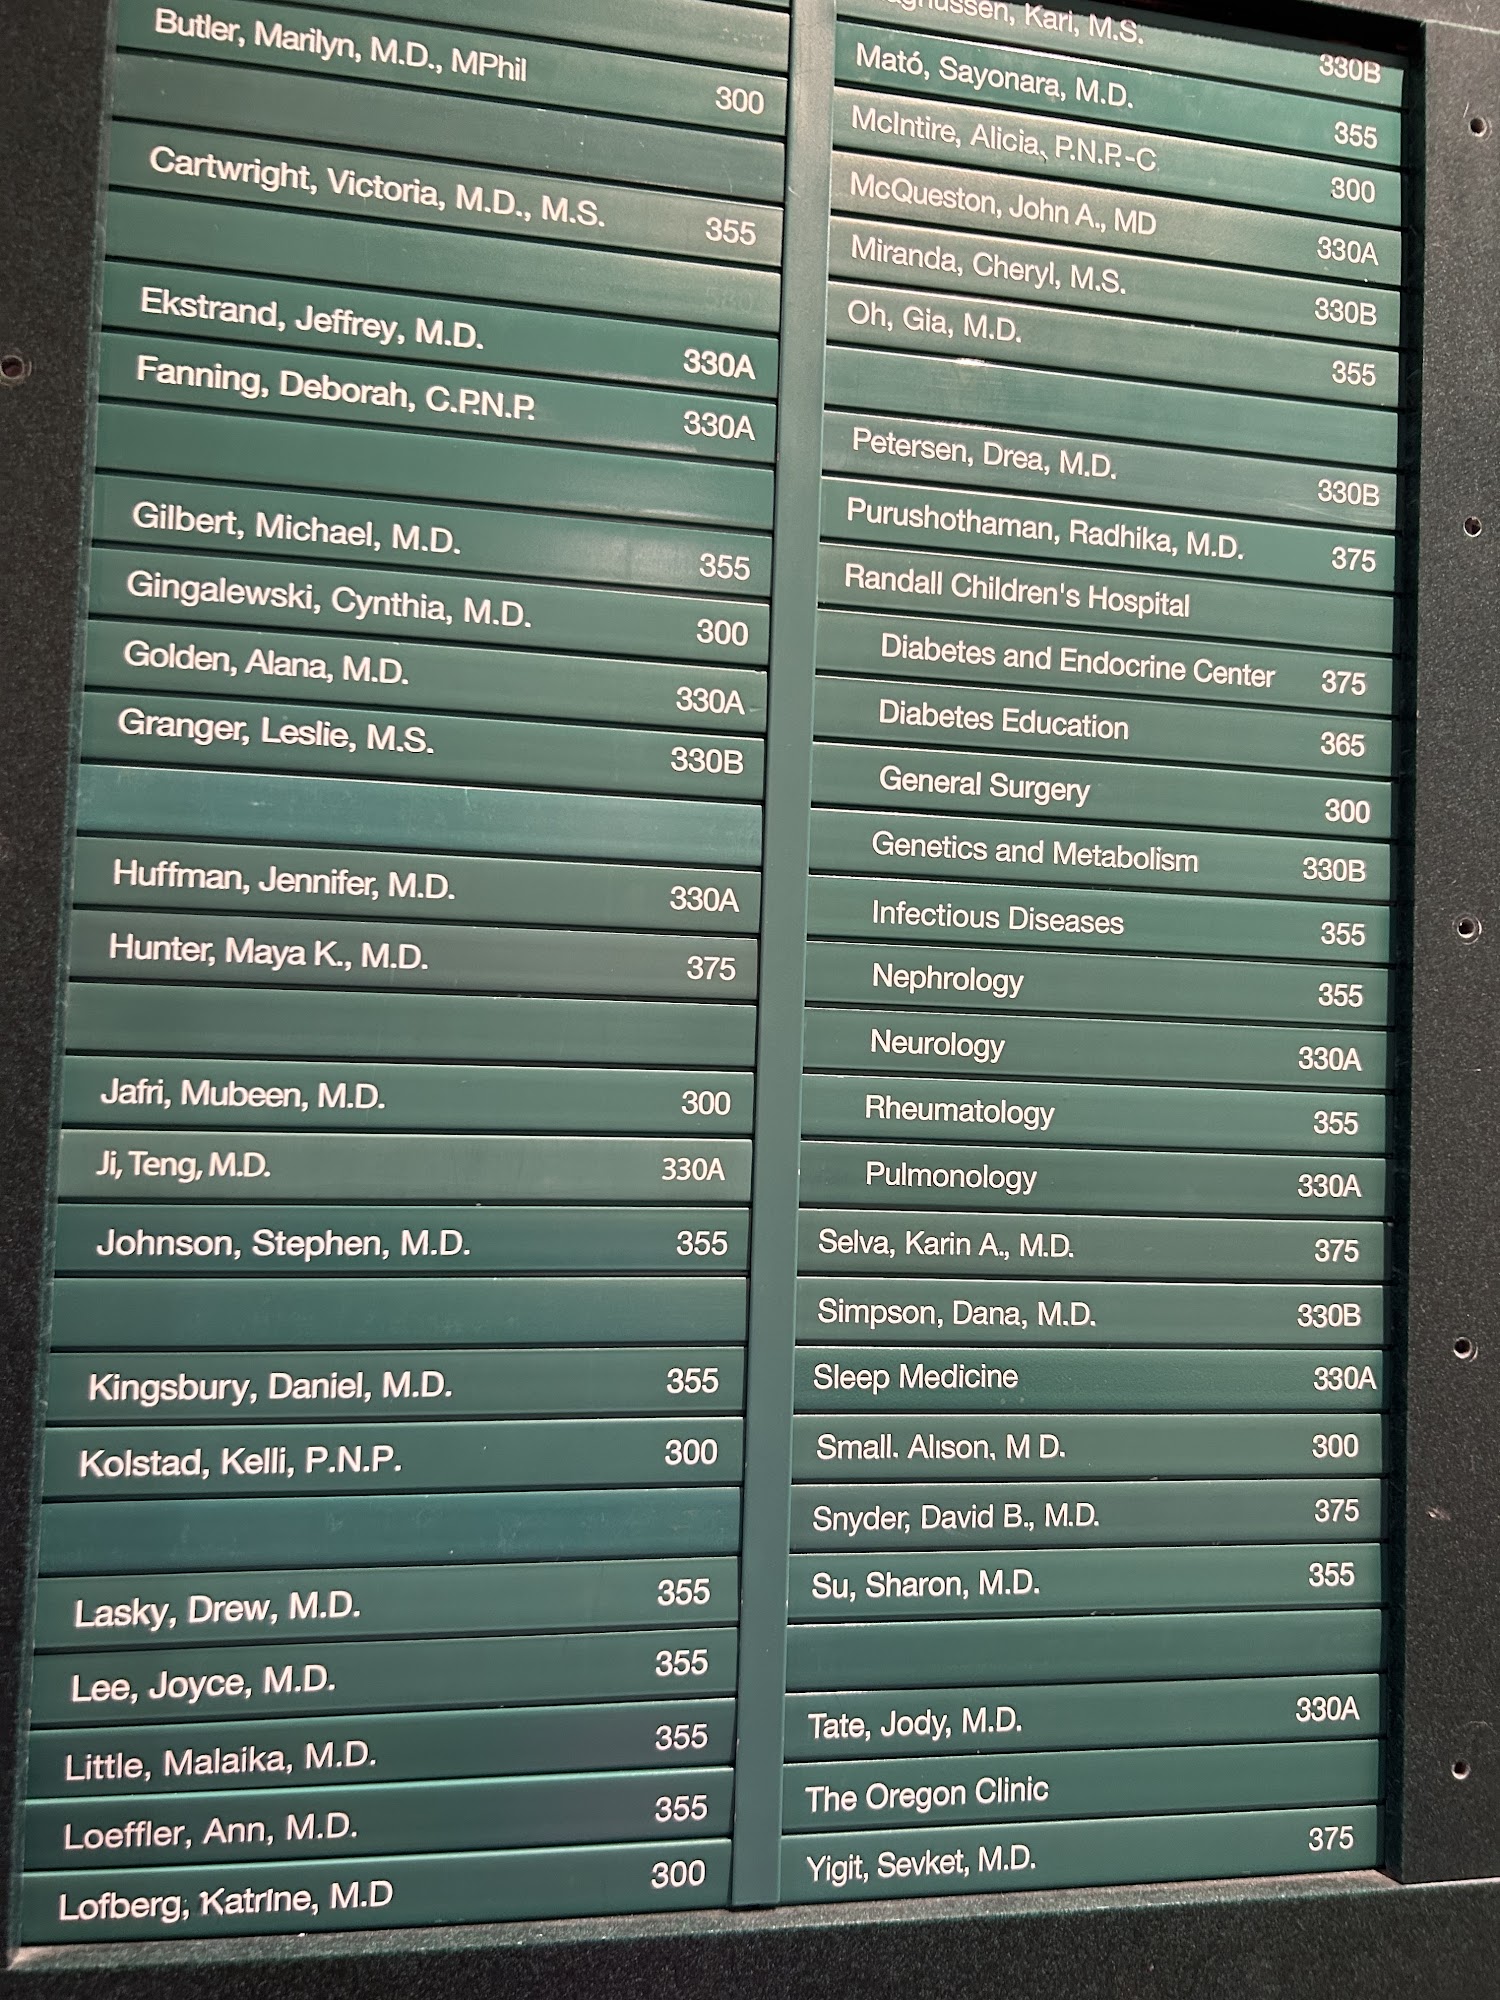 Butler, Marilyn, M.D., MPhil 300
Cartwright, Victoria, M.D., M.S. 355
Ekstrand, Jeffrey, M.D. 330A
Fanning, Deborah, C.P.N.P. 330A
Gilbert, Michael, M.D. 355
Gingalewski, Cynthia, M.D. 300
Golden, Alana, M.D. 330A
Granger, Leslie, M.S. 330B
Huffman, Jennifer, M.D. 330A
Hunter, Maya K., M.D. 375
Jafri, Mubeen, M.D. 300
Ji, Teng, M.D. 330A
Johnson, Stephen, M.D. 355
Kingsbury, Daniel, M.D. 355
Kolstad, Kelli, P.N.P. 300
Lasky, Drew, M.D. 355
Lee, Joyce, M.D. 355
Little, Malaika, M.D. 355
Loeffler, Ann, M.D. 355
Lofberg, Katrine, M.D 300
Kari, M.S. 330B
Mató, Sayonara, M.D. 355
McIntire, Alicia, P.N.P.-C 300
McQueston, John A., MD 330A
Miranda, Cheryl, M.S. 330B
Oh, Gia, M.D. 355
Petersen, Drea, M.D. 330B
Purushothaman, Radhika, M.D. 375
Randall Children's Hospital
Diabetes and Endocrine Center 375
Diabetes Education 365
General Surgery 300
Genetics and Metabolism 330B
Infectious Diseases 355
Nephrology 355
Neurology 330A
Rheumatology 355
Pulmonology 330A
Selva, Karin A., M.D. 375
Simpson, Dana, M.D. 330B
Sleep Medicine 330A
Small. Alison, M D. 300
Snyder, David B., M.D. 375
Su, Sharon, M.D. 355
Tate, Jody, M.D. 330A
The Oregon Clinic
Yigit, Sevket, M.D. 375